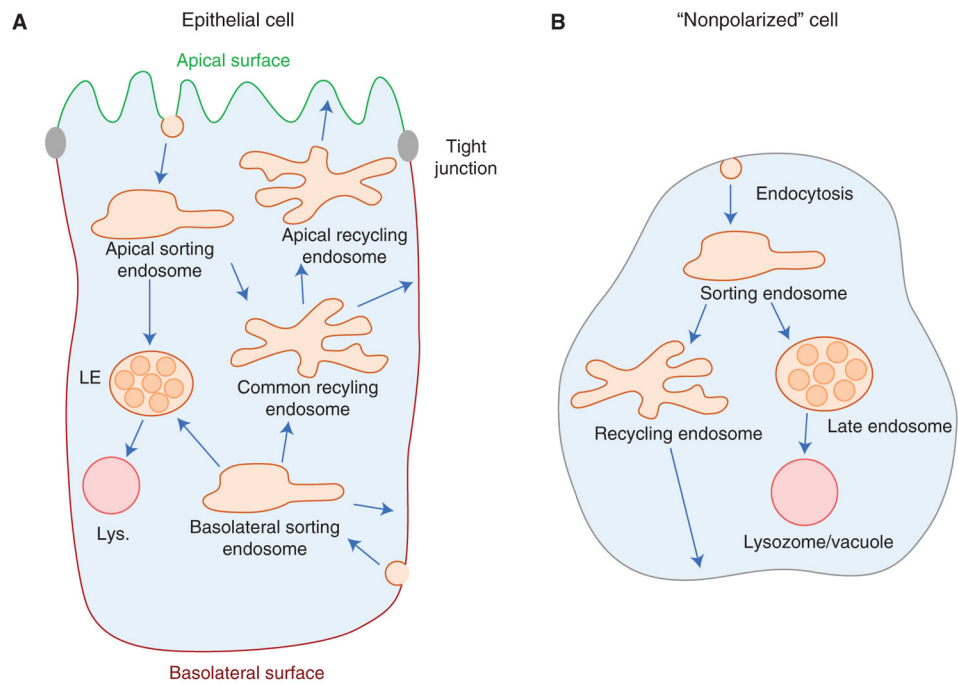 A
Epithelial cell
Apical surface
Tight
junction
Apical sorting
endosome
Apical recycling
endosome
LE
Common recyling
endosome
Lys.
Basolateral sorting
endosome
Basolateral surface
B
“Nonpolarized” cell
Endocytosis
Sorting endosome
Recycling endosome
Late endosome
Lysozome/vacuole